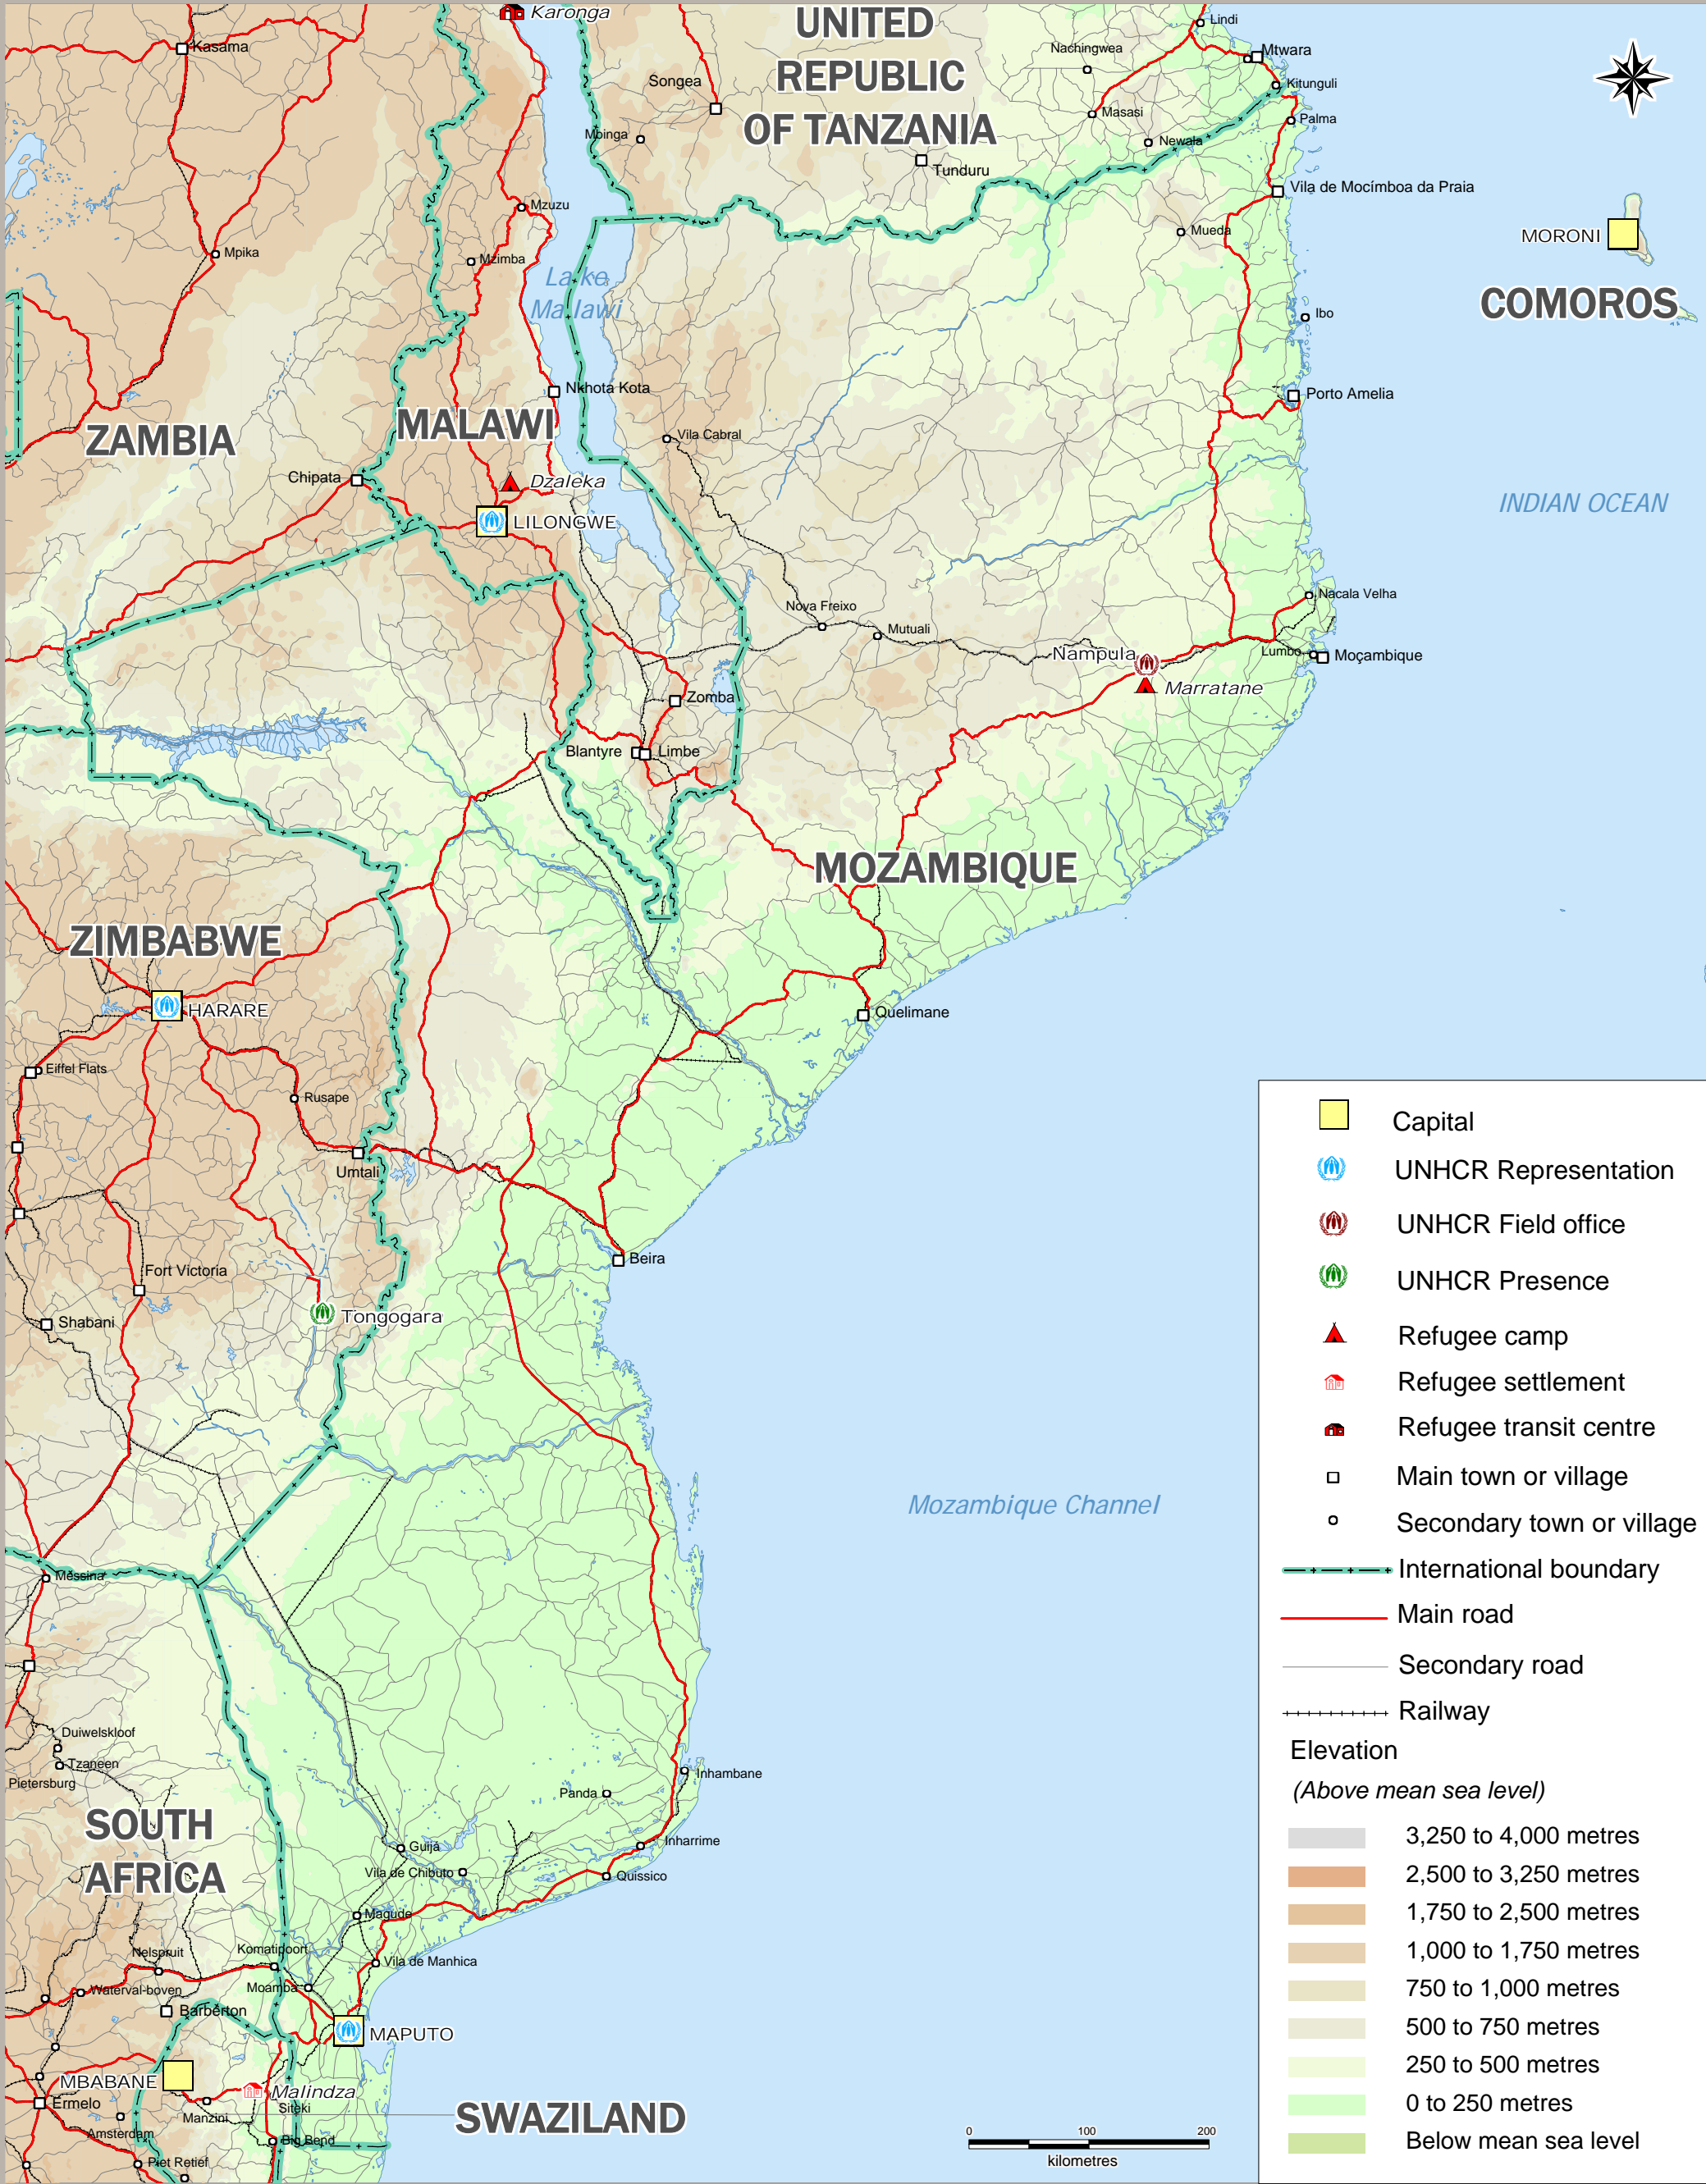 Karonga
UNITED
REPUBLIC
OF TANZANIA
Lindi
Nachingwea
Mtwara
Kasama
Songea
Kitunguli
Masasi
Palma
Mbinga
Newala
Tunduru
Vila de Mocímboa da Praia
Mzuzu
Mueda
MORONI
Mpika
Mzimba
Lake
Malawi
COMOROS
Ibo
Nkhota Kota
Porto Amelia
MALAWI
ZAMBIA
Vila Cabral
Chipata
Dzaleka
INDIAN OCEAN
LILONGWE
Nacala Velha
Nova Freixo
Mutuali
Nampula
Lumbo
Moçambique
Marratane
Zomba
Blantyre
Limbe
MOZAMBIQUE
ZIMBABWE
HARARE
Quelimane
Eiffel Flats
Rusape
Umtali
Beira
Fort Victoria
Tongogara
Shabani
Mozambique Channel
Messina
Duiwelskloof
Tzaneen
Pietersburg
Inhambane
Panda
SOUTH
AFRICA
Inharrime
Guijá
Vila de Chibuto
Quissico
Magude
Nelspruit
Komatipoort
Vila de Manhica
Moamba
Waterval-boven
Barberton
MAPUTO
MBABANE
Malindza
Ermelo
Manzini
Siteki
SWAZILAND
Amsterdam
Big Bend
Piet Retief
0 100 200
kilometres
Capital
UNHCR Representation
UNHCR Field office
UNHCR Presence
Refugee camp
Refugee settlement
Refugee transit centre
Main town or village
Secondary town or village
International boundary
Main road
Secondary road
Railway
Elevation
(Above mean sea level)
3,250 to 4,000 metres
2,500 to 3,250 metres
1,750 to 2,500 metres
1,000 to 1,750 metres
750 to 1,000 metres
500 to 750 metres
250 to 500 metres
0 to 250 metres
Below mean sea level